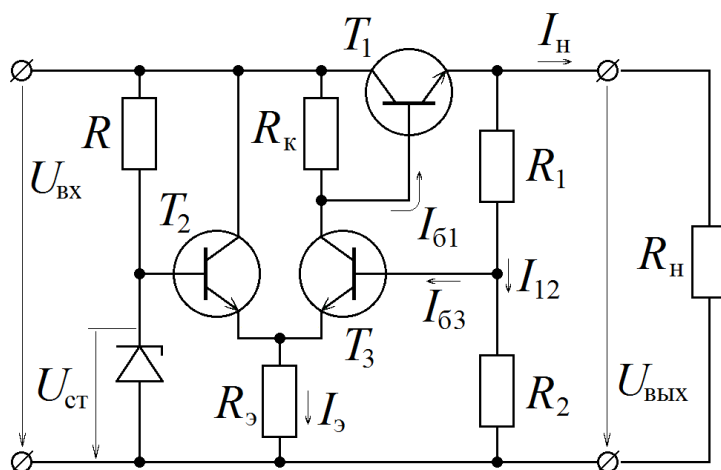 T₁
Iн
R
Rк
R₁
Uвх
T₂
Iб1
Rн
I₁₂
Iб3
T₃
Uст
Rэ
Iэ
R₂
Uвых